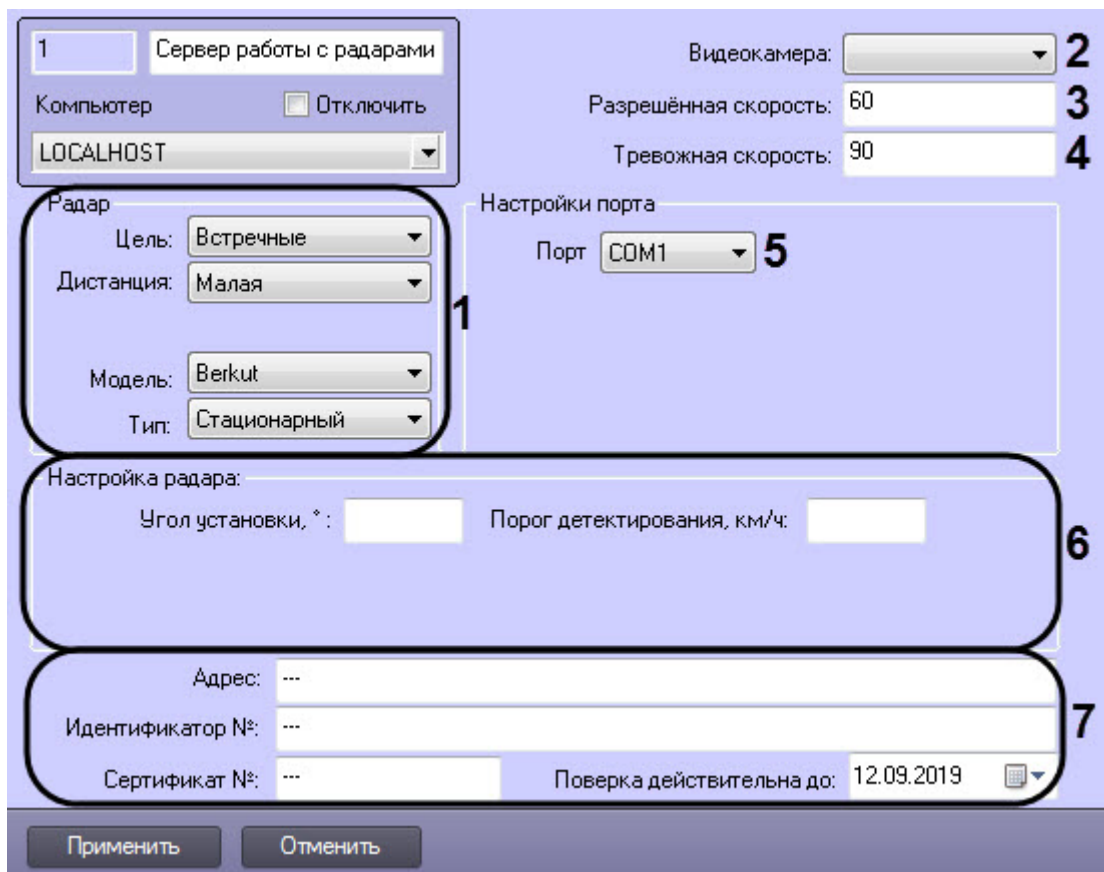 1 Сервер работы с радарами
Видеокамера: 2
Компьютер Отключить
Разрешённая скорость: 60 3
LOCALHOST
Тревожная скорость: 90 4
Радар
Цель: Встречные
Дистанция: Малая
1
Модель: Berkut
Тип: Стационарный
Настройки порта
Порт COM1 5
Настройка радара:
Угол установки, ° : Порог детектирования, км/ч:
6
Адрес: ---
Идентификатор №: ---
7
Сертификат №: --- Поверка действительна до: 12.09.2019
Применить Отменить